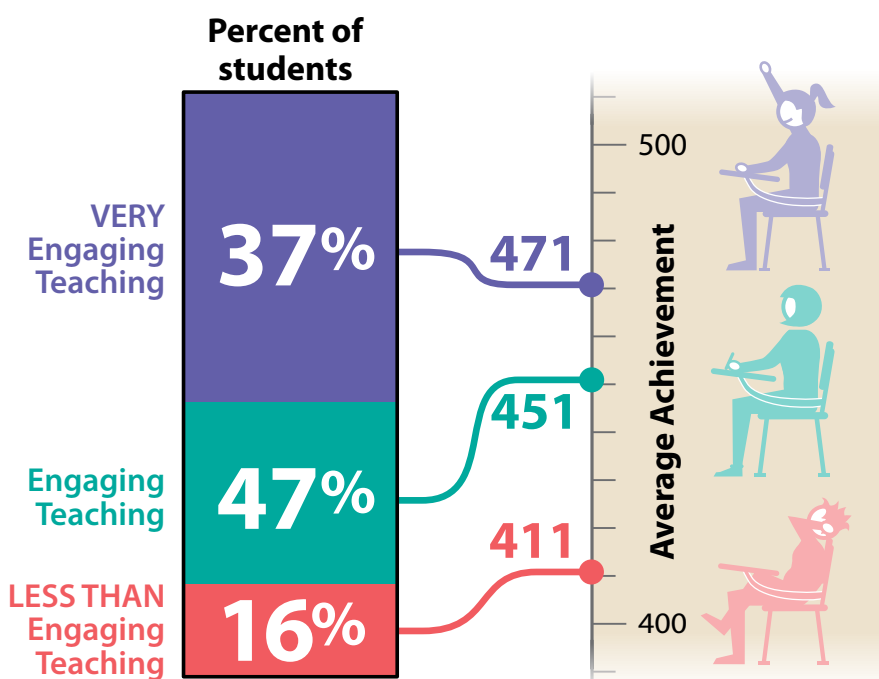 Percent of
students
VERY
Engaging
Teaching
37%
471
500
Engaging
Teaching
47%
451
Average Achievement
LESS THAN
Engaging
Teaching
16%
411
400